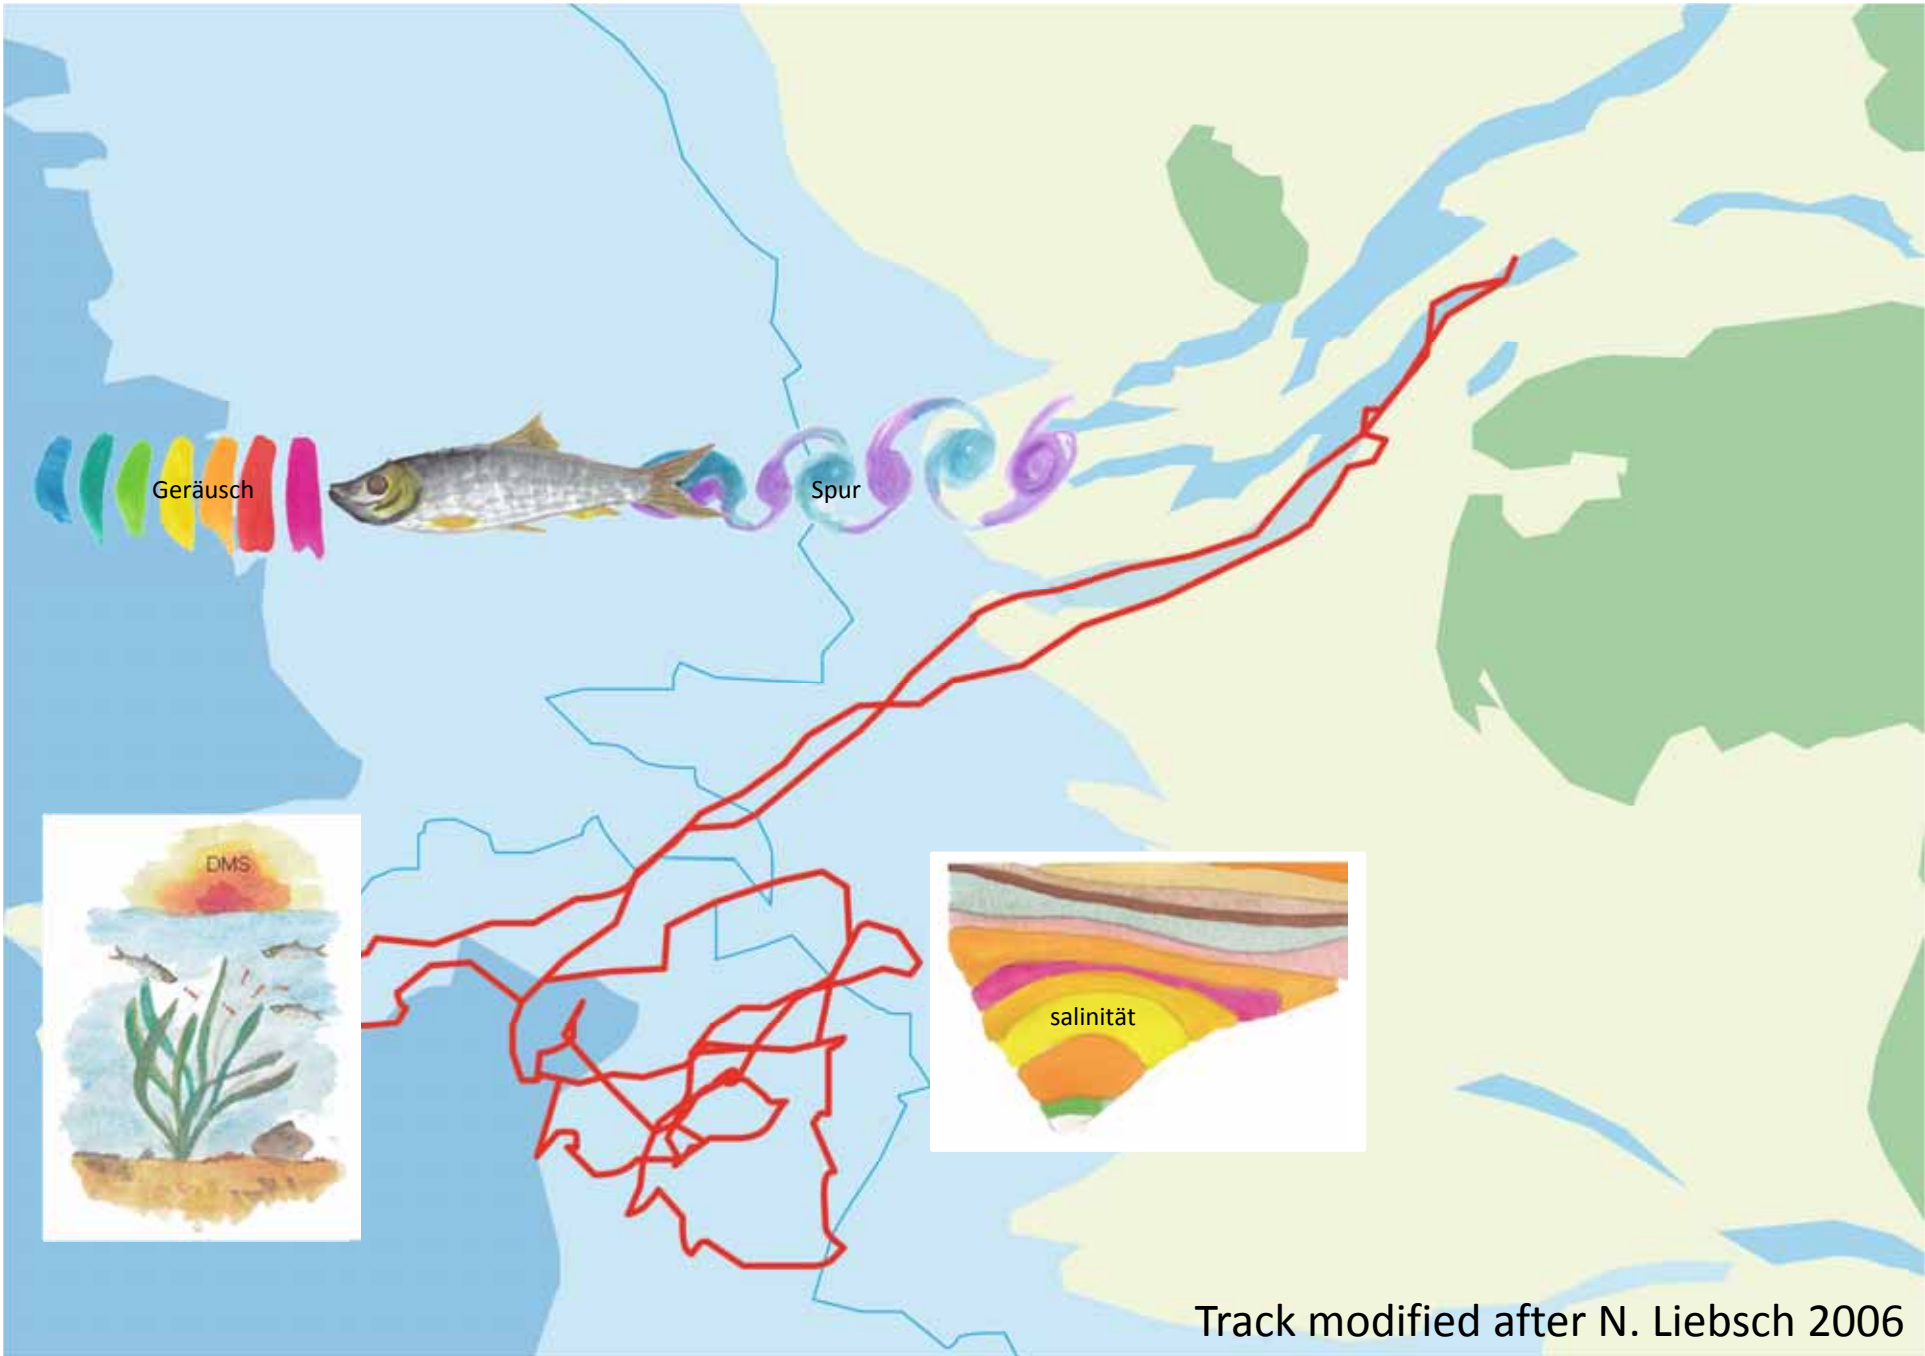 Geräusch
Spur
DMS
salinität
Track modified after N. Liebsch 2006